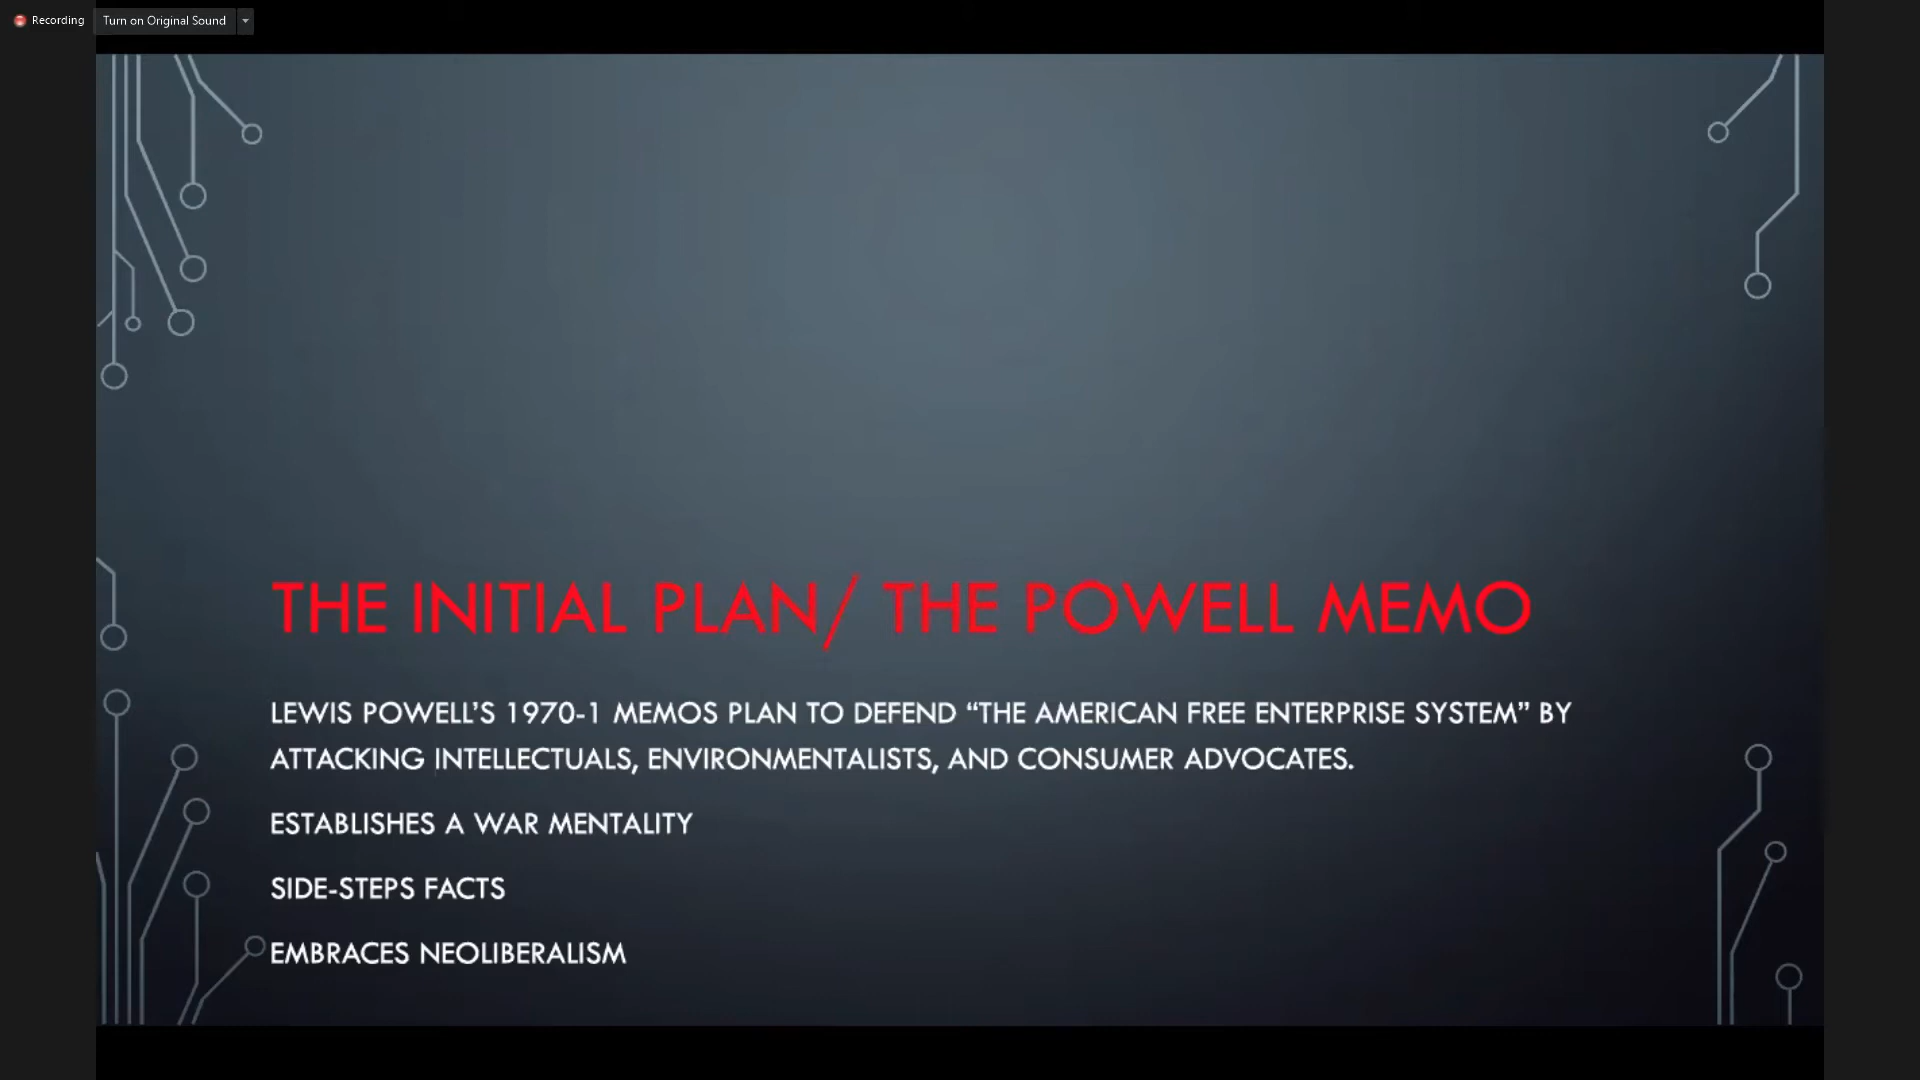 Recording
Turn on Original Sound
THE INITIAL PLAN/ THE POWELL MEMO
LEWIS POWELL’S 1970-1 MEMOS PLAN TO DEFEND “THE AMERICAN FREE ENTERPRISE SYSTEM” BY
ATTACKING INTELLECTUALS, ENVIRONMENTALISTS, AND CONSUMER ADVOCATES.
ESTABLISHES A WAR MENTALITY
SIDE-STEPS FACTS
EMBRACES NEOLIBERALISM